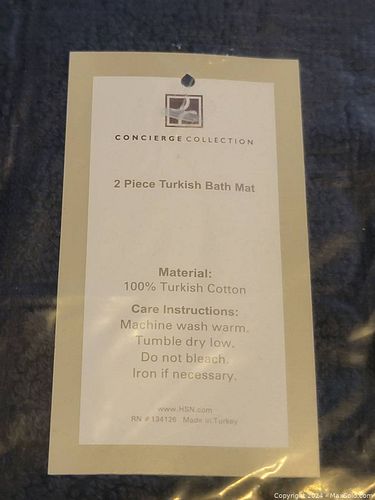 CONCIERGE COLLECTION
2 Piece Turkish Bath Mat
Material:
100% Turkish Cotton
Care Instructions:
Machine wash warm.
Tumble dry low.
Do not bleach.
Iron if necessary.
www.HSN.com
RN # 134126 Made in Turkey
Copyright 2024 - MaxSold.com